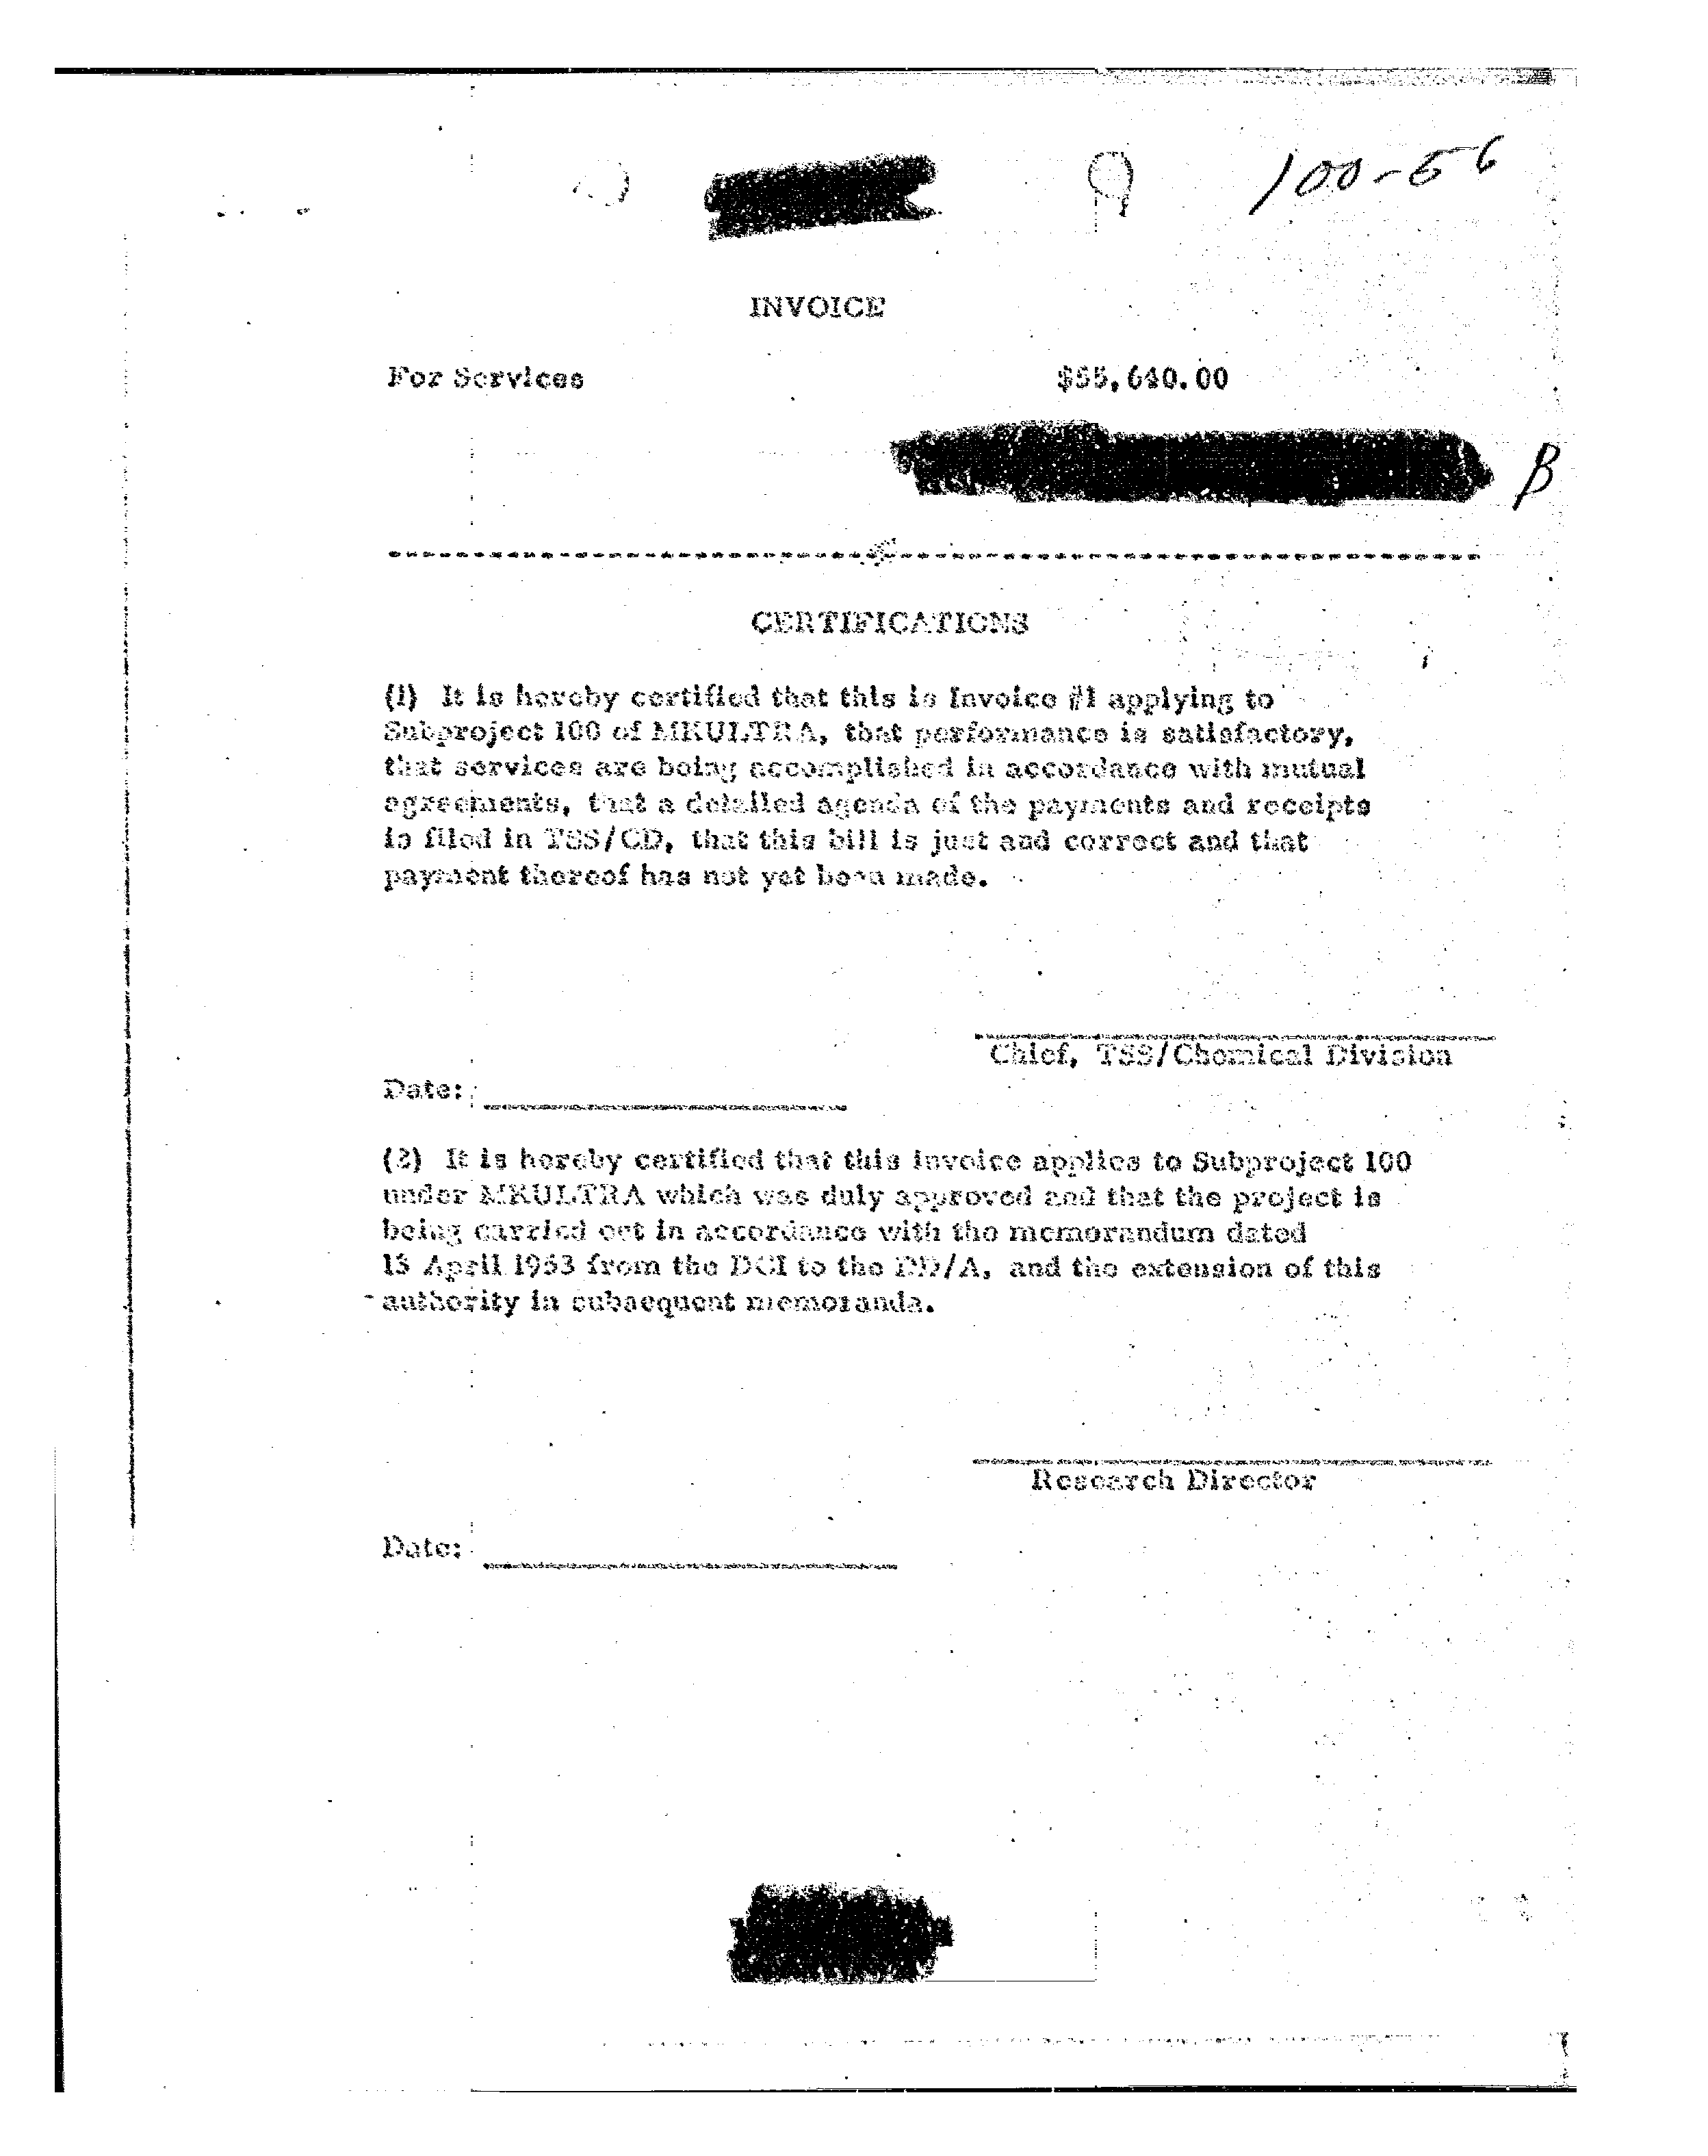 100-56
INVOICE
For Services $55,640.00
B
CERTIFICATIONS
(1) It is hereby certified that this is Invoice #1 applying to
Subproject 100 of MKULTRA, that performance is satisfactory,
that services are being accomplished in accordance with mutual
agreements, that a detailed agenda of the payments and receipts
is filed in TSS/CD, that this bill is just and correct and that
payment thereof has not yet been made.
Chief, TSS/Chemical Division
Date:
(2) It is hereby certified that this invoice applies to Subproject 100
under MKULTRA which was duly approved and that the project is
being carried out in accordance with the memorandum dated
13 April 1953 from the DCI to the DD/A, and the extension of this
authority in subsequent memoranda.
Research Director
Date: